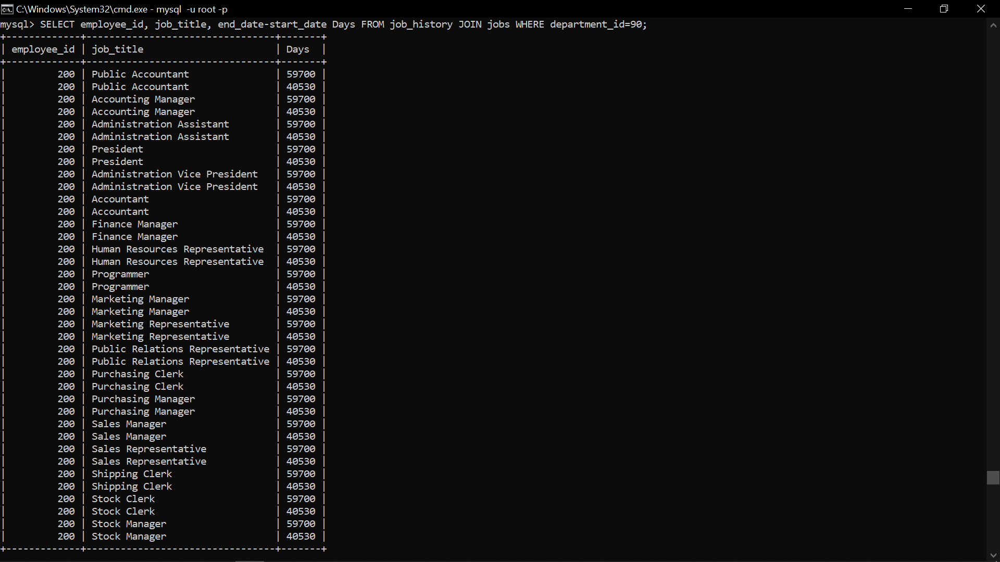 C:\Windows\System32\cmd.exe - mysql  -u root -p
mysql> SELECT employee_id, job_title, end_date-start_date Days FROM job_history JOIN jobs WHERE department_id=90;
+-------------+---------------------------------+-------+
| employee_id | job_title                       | Days  |
+-------------+---------------------------------+-------+
|         200 | Public Accountant               | 59700 |
|         200 | Public Accountant               | 40530 |
|         200 | Accounting Manager              | 59700 |
|         200 | Accounting Manager              | 40530 |
|         200 | Administration Assistant        | 59700 |
|         200 | Administration Assistant        | 40530 |
|         200 | President                       | 59700 |
|         200 | President                       | 40530 |
|         200 | Administration Vice President   | 59700 |
|         200 | Administration Vice President   | 40530 |
|         200 | Accountant                      | 59700 |
|         200 | Accountant                      | 40530 |
|         200 | Finance Manager                 | 59700 |
|         200 | Finance Manager                 | 40530 |
|         200 | Human Resources Representative  | 59700 |
|         200 | Human Resources Representative  | 40530 |
|         200 | Programmer                      | 59700 |
|         200 | Programmer                      | 40530 |
|         200 | Marketing Manager               | 59700 |
|         200 | Marketing Manager               | 40530 |
|         200 | Marketing Representative        | 59700 |
|         200 | Marketing Representative        | 40530 |
|         200 | Public Relations Representative | 59700 |
|         200 | Public Relations Representative | 40530 |
|         200 | Purchasing Clerk                | 59700 |
|         200 | Purchasing Clerk                | 40530 |
|         200 | Purchasing Manager              | 59700 |
|         200 | Purchasing Manager              | 40530 |
|         200 | Sales Manager                   | 59700 |
|         200 | Sales Manager                   | 40530 |
|         200 | Sales Representative            | 59700 |
|         200 | Sales Representative            | 40530 |
|         200 | Shipping Clerk                  | 59700 |
|         200 | Shipping Clerk                  | 40530 |
|         200 | Stock Clerk                     | 59700 |
|         200 | Stock Clerk                     | 40530 |
|         200 | Stock Manager                   | 59700 |
|         200 | Stock Manager                   | 40530 |
+-------------+---------------------------------+-------+